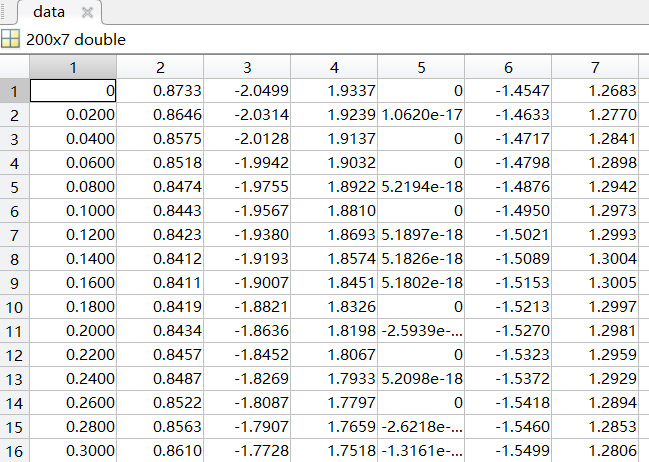 data
200x7 double
1 2 3 4 5 6 7
1 0 0.8733 -2.0499 1.9337 0 -1.4547 1.2683
2 0.0200 0.8646 -2.0314 1.9239 1.0620e-17 -1.4633 1.2770
3 0.0400 0.8575 -2.0128 1.9137 0 -1.4717 1.2841
4 0.0600 0.8518 -1.9942 1.9032 0 -1.4798 1.2898
5 0.0800 0.8474 -1.9755 1.8922 5.2194e-18 -1.4876 1.2942
6 0.1000 0.8443 -1.9567 1.8810 0 -1.4950 1.2973
7 0.1200 0.8423 -1.9380 1.8693 5.1897e-18 -1.5021 1.2993
8 0.1400 0.8412 -1.9193 1.8574 5.1826e-18 -1.5089 1.3004
9 0.1600 0.8411 -1.9007 1.8451 5.1802e-18 -1.5153 1.3005
10 0.1800 0.8419 -1.8821 1.8326 0 -1.5213 1.2997
11 0.2000 0.8434 -1.8636 1.8198 -2.5939e-... -1.5270 1.2981
12 0.2200 0.8457 -1.8452 1.8067 0 -1.5323 1.2959
13 0.2400 0.8487 -1.8269 1.7933 5.2098e-18 -1.5372 1.2929
14 0.2600 0.8522 -1.8087 1.7797 0 -1.5418 1.2894
15 0.2800 0.8563 -1.7907 1.7659 -2.6218e-... -1.5460 1.2853
16 0.3000 0.8610 -1.7728 1.7518 -1.3161e-... -1.5499 1.2806